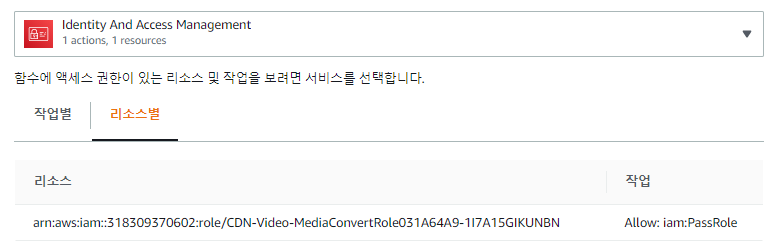 Identity And Access Management
1 actions, 1 resources
함수에 액세스 권한이 있는 리소스 및 작업을 보려면 서비스를 선택합니다.
작업별 리소스별
리소스 작업
arn:aws:iam::318309370602:role/CDN-Video-MediaConvertRole031A64A9-1I7A15GIKUNBN Allow: iam:PassRole